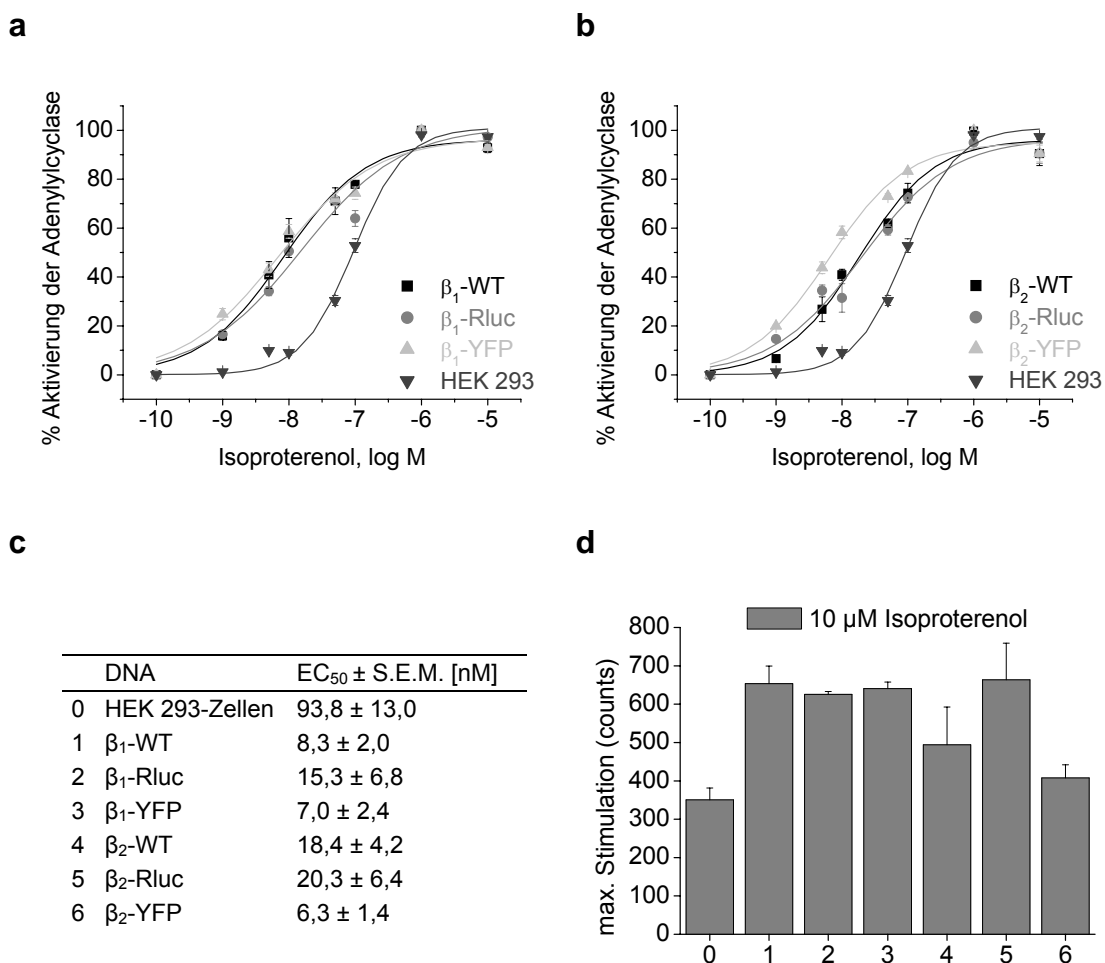 a
% Aktivierung der Adenylylcyclase
100
80
60
40
20
0
β₁-WT
β₁-Rluc
β₁-YFP
HEK 293
-10 -9 -8 -7 -6 -5
Isoproterenol, log M
b
% Aktivierung der Adenylylcyclase
100
80
60
40
20
0
β₂-WT
β₂-Rluc
β₂-YFP
HEK 293
-10 -9 -8 -7 -6 -5
Isoproterenol, log M
c
DNA EC₅₀ ± S.E.M. [nM]
0 HEK 293-Zellen 93,8 ± 13,0
1 β₁-WT 8,3 ± 2,0
2 β₁-Rluc 15,3 ± 6,8
3 β₁-YFP 7,0 ± 2,4
4 β₂-WT 18,4 ± 4,2
5 β₂-Rluc 20,3 ± 6,4
6 β₂-YFP 6,3 ± 1,4
d
10 µM Isoproterenol
max. Stimulation (counts)
800
700
600
500
400
300
200
100
0
0 1 2 3 4 5 6